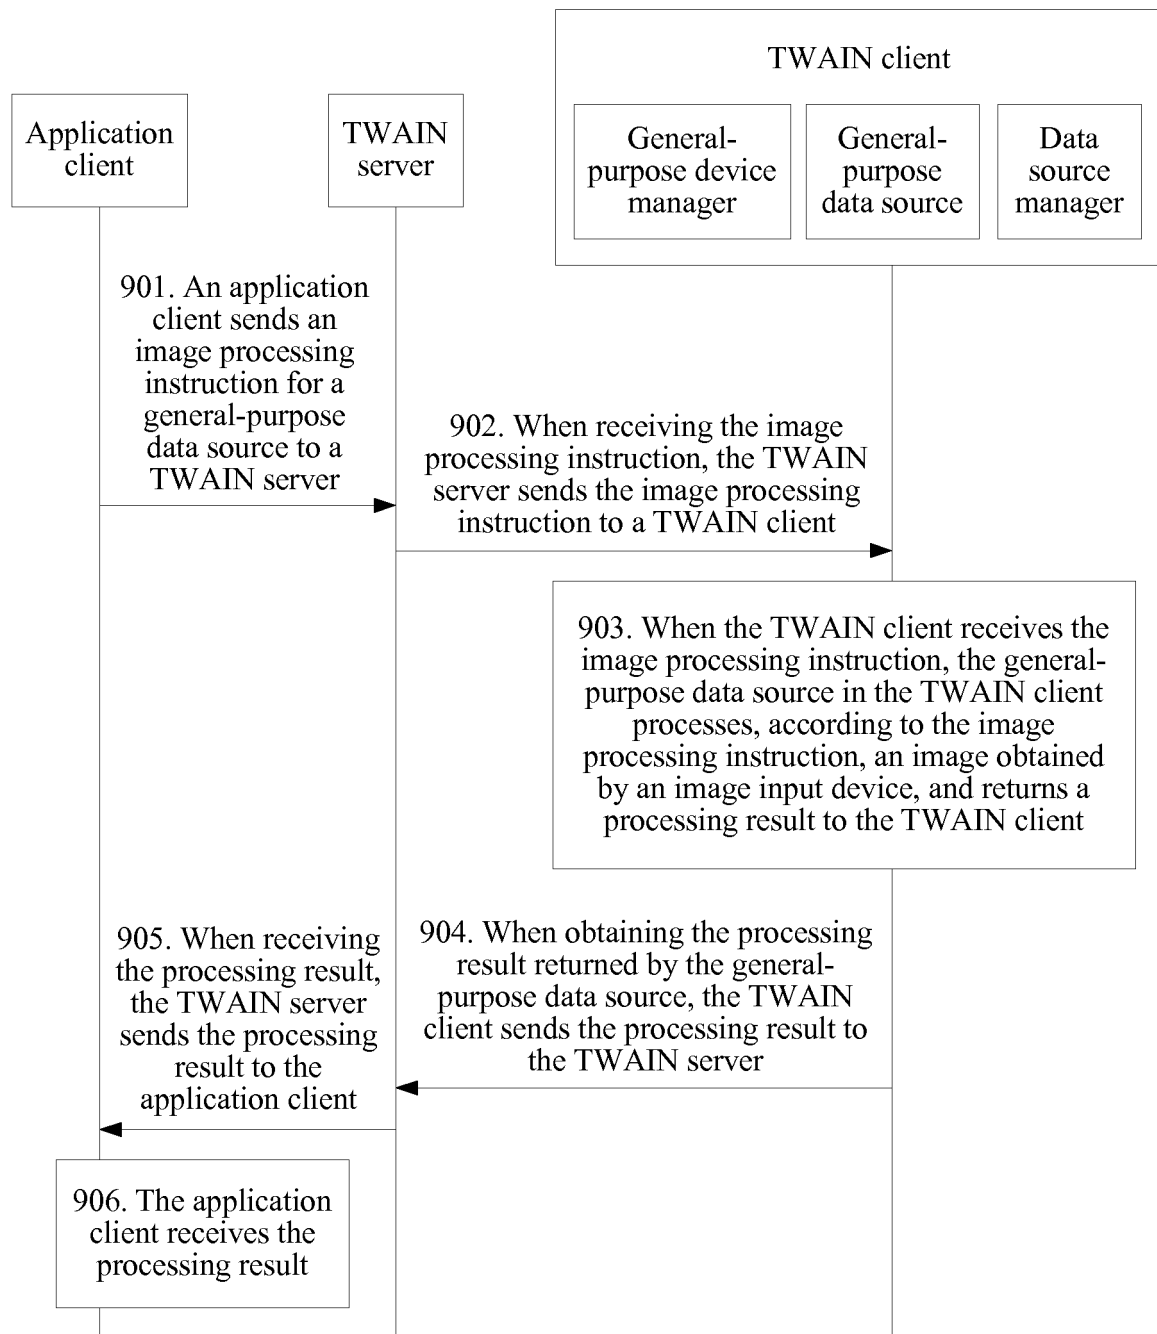 TWAIN client
Application
client
TWAIN
server
General-
purpose device
manager
General-
purpose
data source
Data
source
manager
901. An application
client sends an
image processing
instruction for a
general-purpose
data source to a
TWAIN server
902. When receiving the image
processing instruction, the TWAIN
server sends the image processing
instruction to a TWAIN client
903. When the TWAIN client receives the
image processing instruction, the general-
purpose data source in the TWAIN client
processes, according to the image
processing instruction, an image obtained
by an image input device, and returns a
processing result to the TWAIN client
904. When obtaining the processing
result returned by the general-
purpose data source, the TWAIN
client sends the processing result to
the TWAIN server
905. When receiving
the processing result,
the TWAIN server
sends the processing
result to the
application client
906. The application
client receives the
processing result